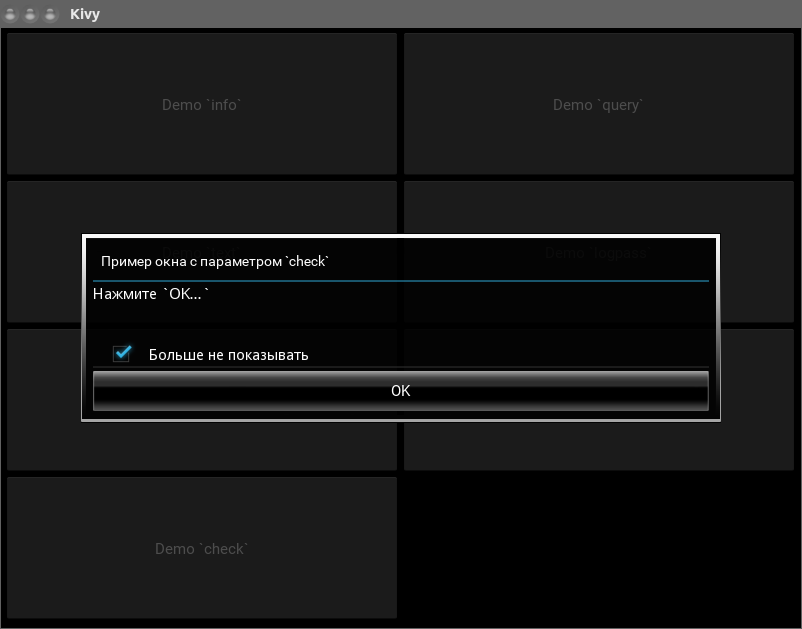 Kivy
Demo `info`
Demo `query`
Demo `logpass`
Пример окна с параметром `check`
Нажмите `OK...`
Больше не показывать
OK
Demo `check`